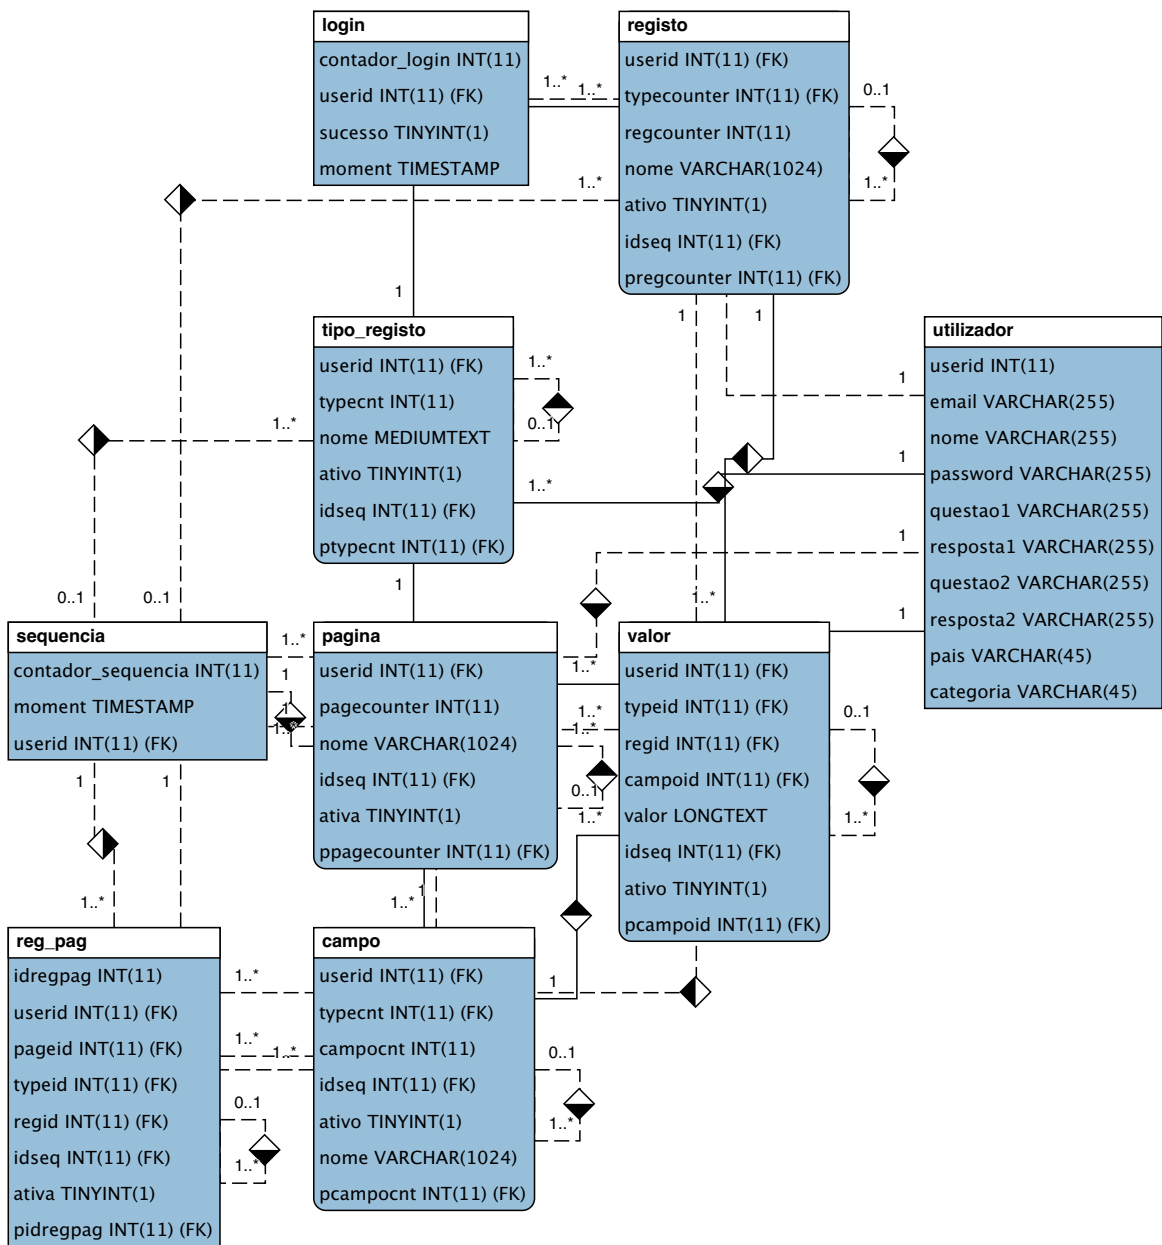 login
contador_login INT(11)
userid INT(11) (FK)
sucesso TINYINT(1)
moment TIMESTAMP
registo
userid INT(11) (FK)
typecounter INT(11) (FK)
regcounter INT(11)
nome VARCHAR(1024)
ativo TINYINT(1)
idseq INT(11) (FK)
pregcounter INT(11) (FK)
1..*
1..*
0..1
1..*
1..*
1
1
1
tipo_registo
userid INT(11) (FK)
typecnt INT(11)
nome MEDIUMTEXT
ativo TINYINT(1)
idseq INT(11) (FK)
ptypecnt INT(11) (FK)
1..*
0..1
1..*
1..*
utilizador
userid INT(11)
email VARCHAR(255)
nome VARCHAR(255)
password VARCHAR(255)
questao1 VARCHAR(255)
resposta1 VARCHAR(255)
questao2 VARCHAR(255)
resposta2 VARCHAR(255)
pais VARCHAR(45)
categoria VARCHAR(45)
1
1
1
1
0..1
0..1
1
1..*
sequencia
contador_sequencia INT(11)
moment TIMESTAMP
userid INT(11) (FK)
1..*
1
1
1..*
1
1
pagina
userid INT(11) (FK)
pagecounter INT(11)
nome VARCHAR(1024)
idseq INT(11) (FK)
ativa TINYINT(1)
ppagecounter INT(11) (FK)
1..*
1..*
1..*
0..1
1..*
valor
userid INT(11) (FK)
typeid INT(11) (FK)
regid INT(11) (FK)
campoid INT(11) (FK)
valor LONGTEXT
idseq INT(11) (FK)
ativo TINYINT(1)
pcampoid INT(11) (FK)
0..1
1..*
1..*
1
1..*
reg_pag
idregpag INT(11)
userid INT(11) (FK)
pageid INT(11) (FK)
typeid INT(11) (FK)
regid INT(11) (FK)
idseq INT(11) (FK)
ativa TINYINT(1)
pidregpag INT(11) (FK)
1..*
1..*
1..*
0..1
1..*
campo
userid INT(11) (FK)
typecnt INT(11) (FK)
campocnt INT(11)
idseq INT(11) (FK)
ativo TINYINT(1)
nome VARCHAR(1024)
pcampocnt INT(11) (FK)
1
0..1
1..*